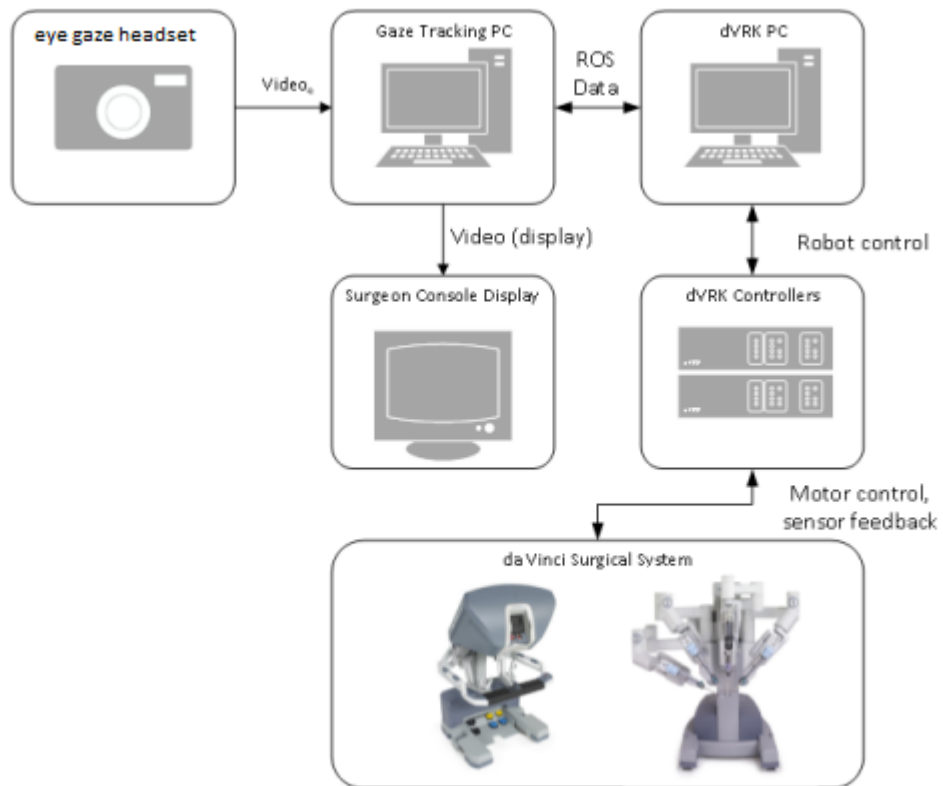 eye gaze headset
Gaze Tracking PC
dVRK PC
Video
ROS
Data
Video (display)
Robot control
Surgeon Console Display
dVRK Controllers
Motor control,
sensor feedback
da Vinci Surgical System